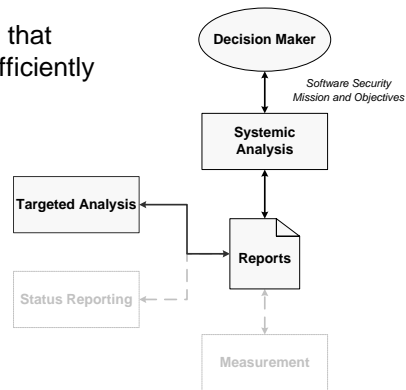 that
fficiently
Decision Maker
Software Security
Mission and Objectives
Systemic
Analysis
Targeted Analysis
Reports
Status Reporting
Measurement